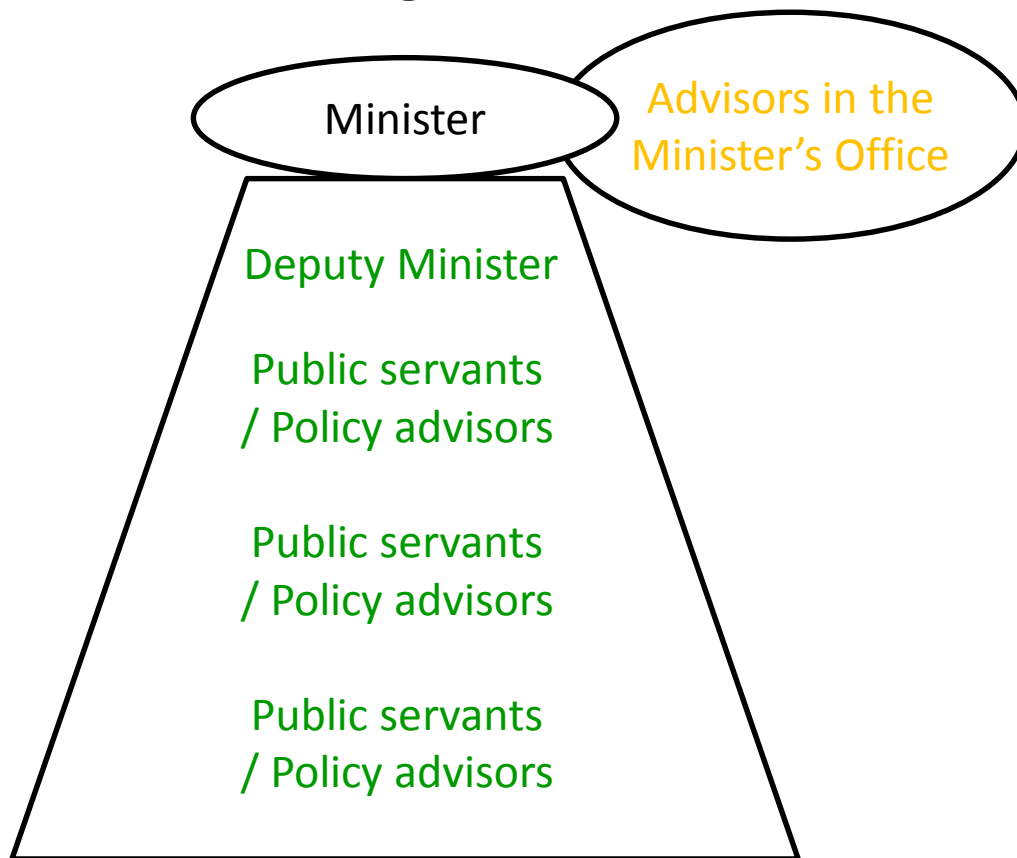 Minister
Advisors in the
Minister’s Office
Deputy Minister
Public servants
/ Policy advisors
Public servants
/ Policy advisors
Public servants
/ Policy advisors